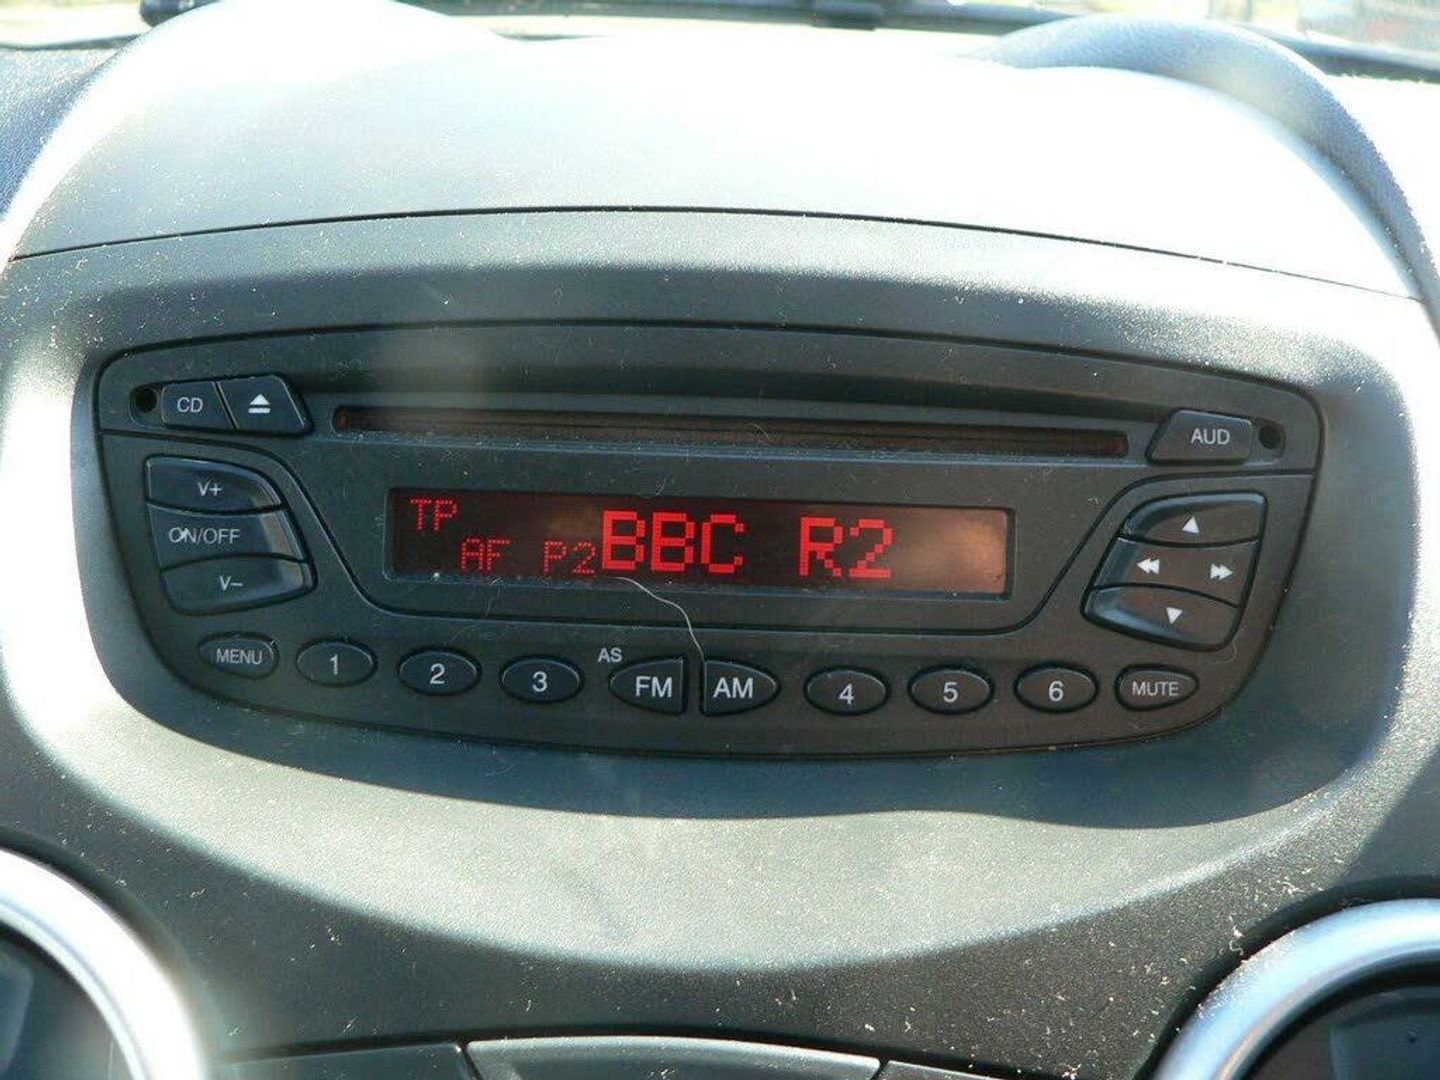 CD
AUD
V+
ON/OFF
V–
TP
AF P2 BBC R2
MENU 1 2 3 AS FM AM 4 5 6 MUTE